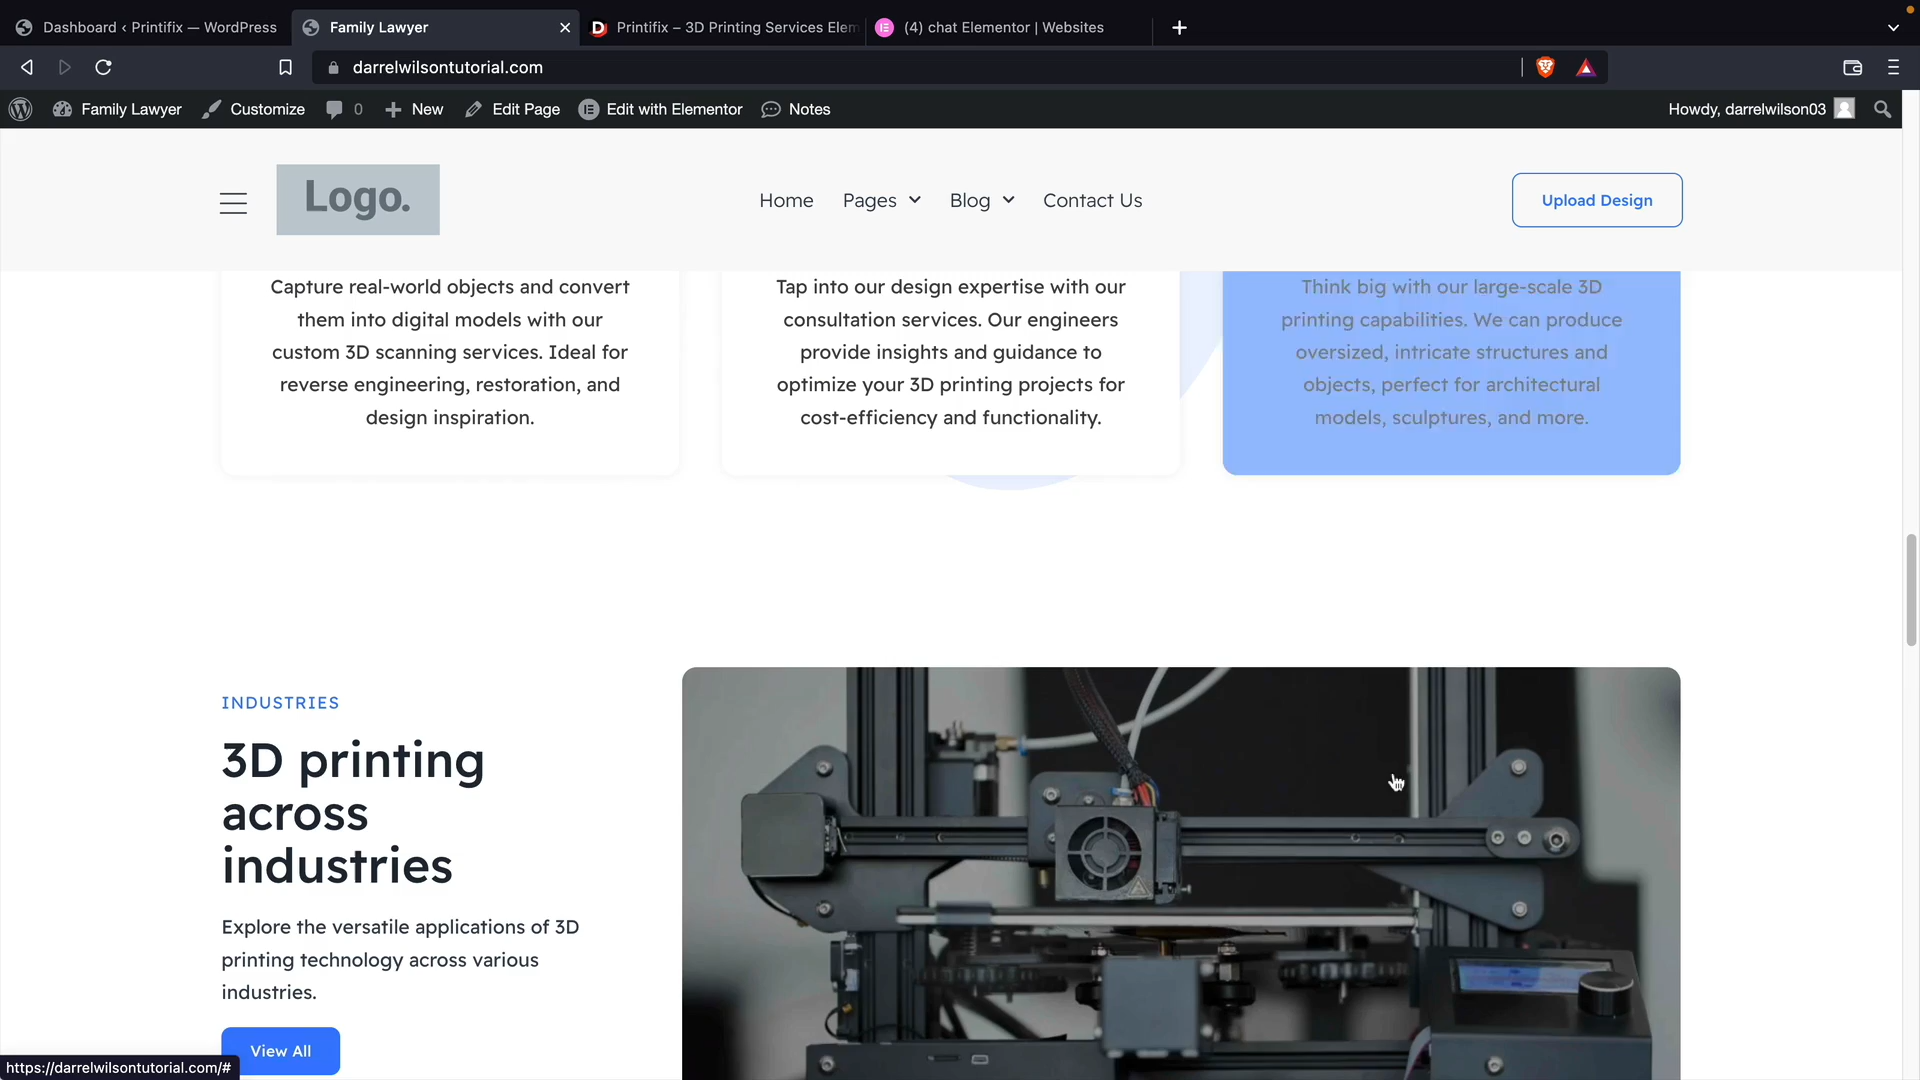 Dashboard ‹ Printifix — WordPress
Family Lawyer
Printifix – 3D Printing Services Elem
(4) chat Elementor | Websites
darrelwilsontutorial.com
Family Lawyer
Customize
0
New
Edit Page
Edit with Elementor
Notes
Howdy, darrelwilson03
Logo.
Home
Pages
Blog
Contact Us
Upload Design
Capture real-world objects and convert
them into digital models with our
custom 3D scanning services. Ideal for
reverse engineering, restoration, and
design inspiration.
Tap into our design expertise with our
consultation services. Our engineers
provide insights and guidance to
optimize your 3D printing projects for
cost-efficiency and functionality.
Think big with our large-scale 3D
printing capabilities. We can produce
oversized, intricate structures and
objects, perfect for architectural
models, sculptures, and more.
INDUSTRIES
3D printing
across
industries
Explore the versatile applications of 3D
printing technology across various
industries.
View All
https://darrelwilsontutorial.com/#